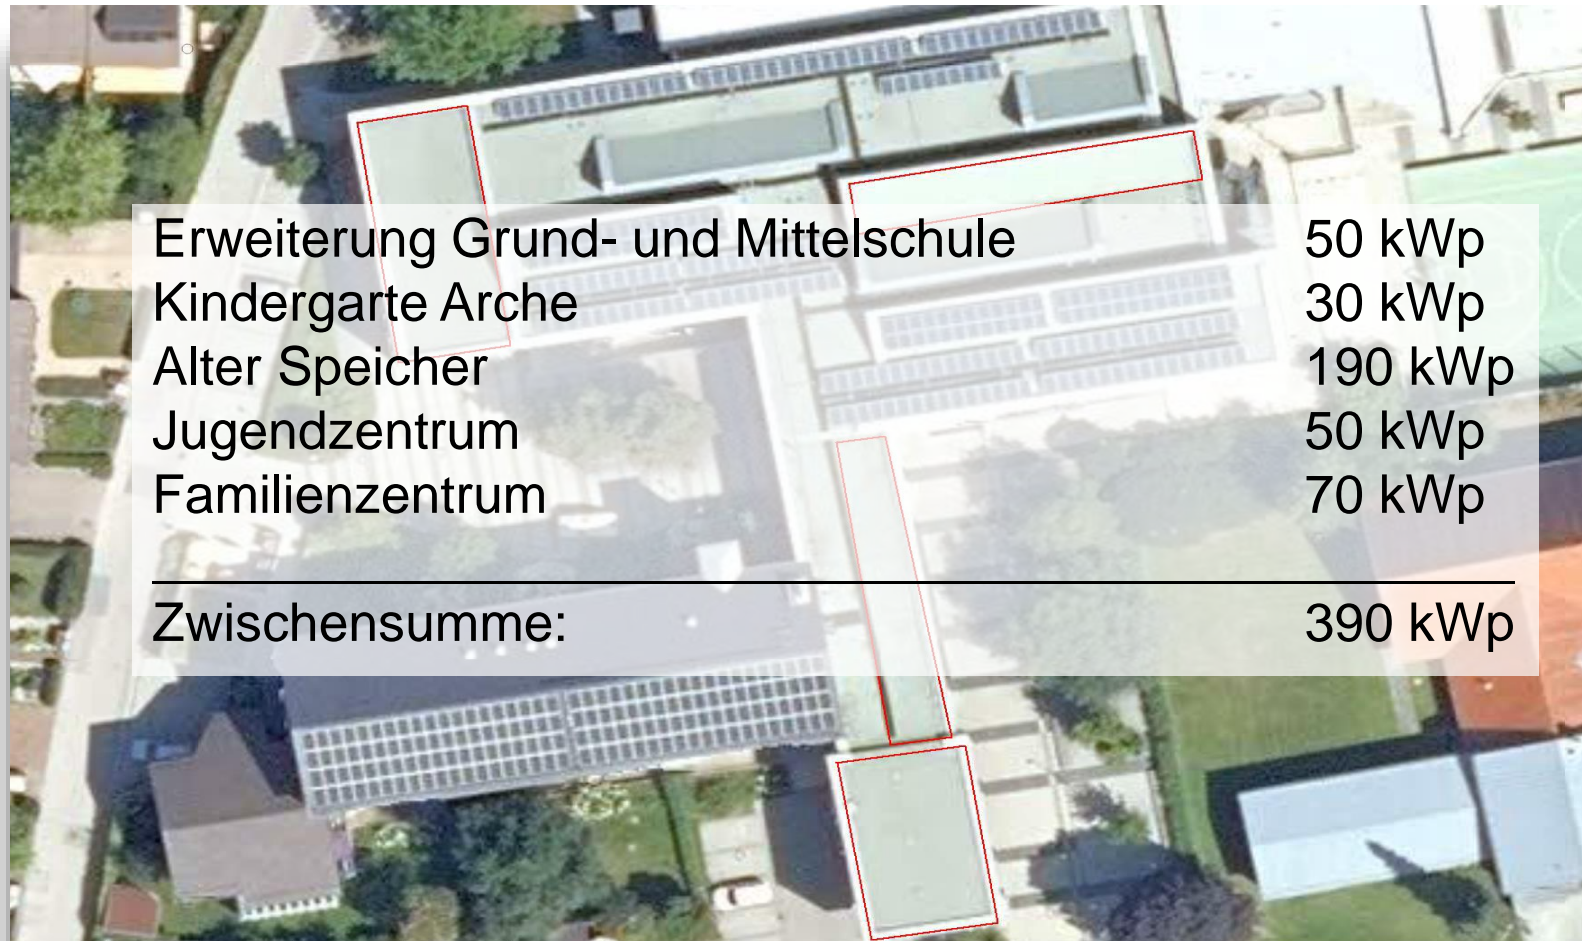 Erweiterung Grund- und Mittelschule 50 kWp
Kindergarte Arche 30 kWp
Alter Speicher 190 kWp
Jugendzentrum 50 kWp
Familienzentrum 70 kWp
Zwischensumme: 390 kWp